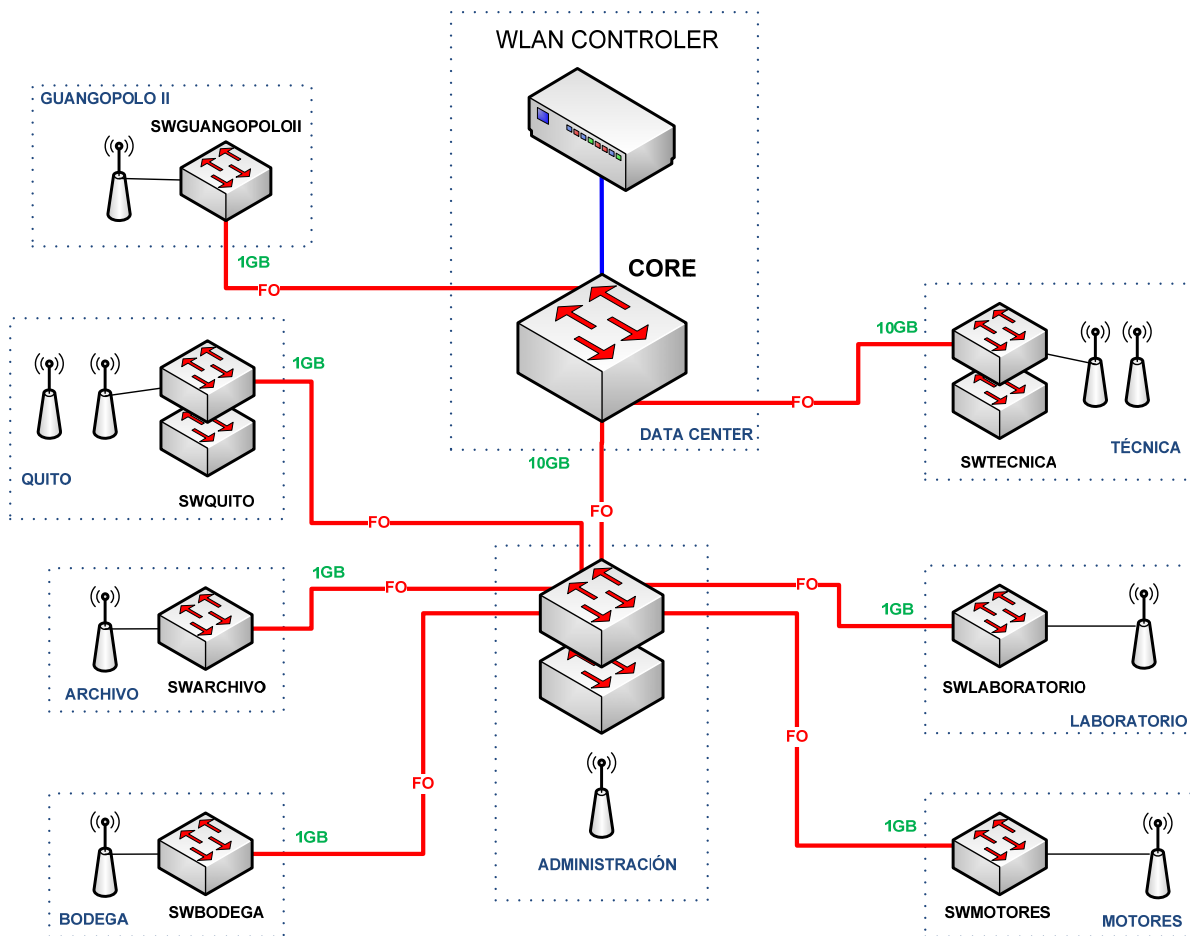 WLAN CONTROLER
GUANGOPOLO II
SWGUANGOPOLOII
1GB
FO
CORE
DATA CENTER
10GB
FO
10GB
FO
SWTECNICA
TÉCNICA
1GB
QUITO
SWQUITO
FO
1GB
FO
ARCHIVO
SWARCHIVO
FO
1GB
SWLABORATORIO
LABORATORIO
FO
1GB
BODEGA
SWBODEGA
ADMINISTRACIÓN
FO
1GB
SWMOTORES
MOTORES